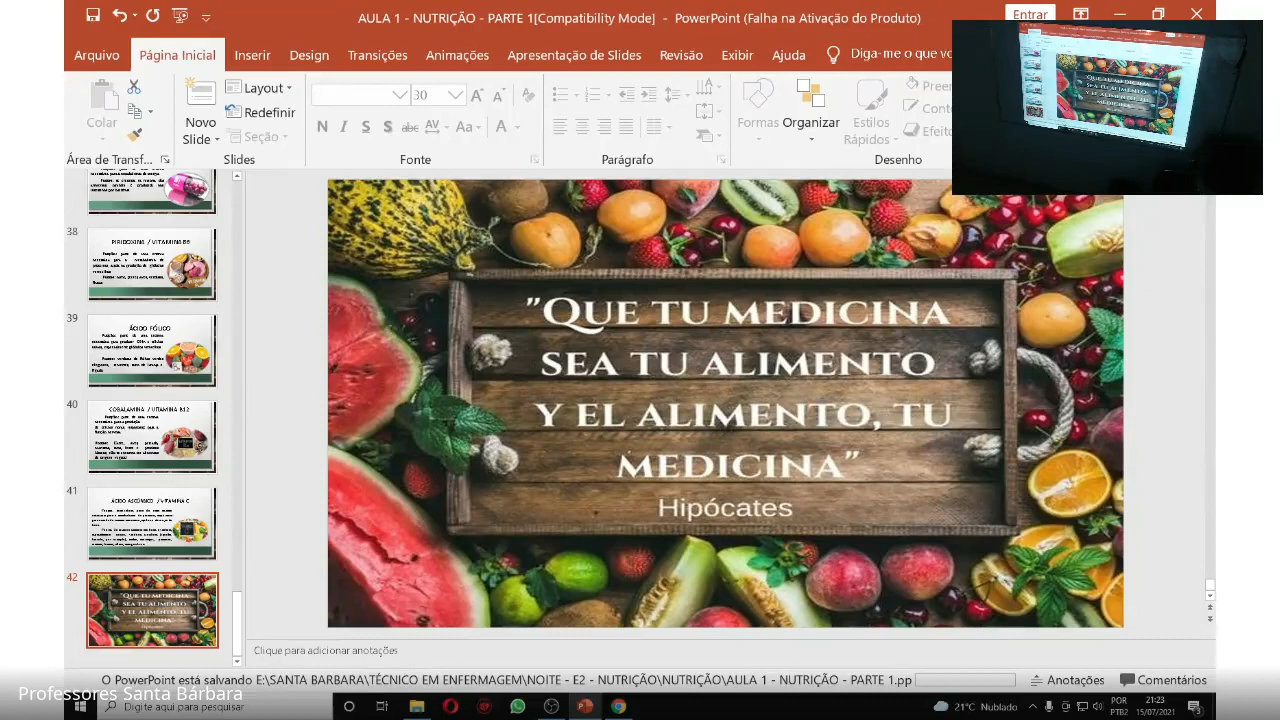 AULA 1 - NUTRIÇÃO - PARTE 1[Compatibility Mode] - PowerPoint (Falha na Ativação do Produto)
Entrar
Arquivo Página Inicial Inserir Design Transições Animações Apresentação de Slides Revisão Exibir Ajuda Diga-me o que vo
Colar
Novo Slide
Layout
Redefinir
Seção
30
N I S S abc AV Aa A
Formas Organizar Estilos Rápidos
Preen
Conto
Efeito
Área de Transf... Slides Fonte Parágrafo Desenho
38
PIRIDOXINA / VITAMINA B6
39
ÁCIDO FÓLICO
40
COBALAMINA / VITAMINA B12
41
ÁCIDO ASCÓRBICO / VITAMINA C
42
"QUE TU MEDICINA
SEA TU ALIMENTO
Y EL ALIMENTO, TU
MEDICINA”
Hipócates
Clique para adicionar anotações
O PowerPoint está salvando E:\SANTA BARBARA\TÉCNICO EM ENFERMAGEM\NOITE - E2 - NUTRIÇÃO\NUTRIÇÃO\AULA 1 - NUTRIÇÃO - PARTE 1.pp
Anotações Comentários
Professores Santa Bárbara
Digite aqui para pesquisar
21°C Nublado
POR
PTB2
21:23
15/07/2021